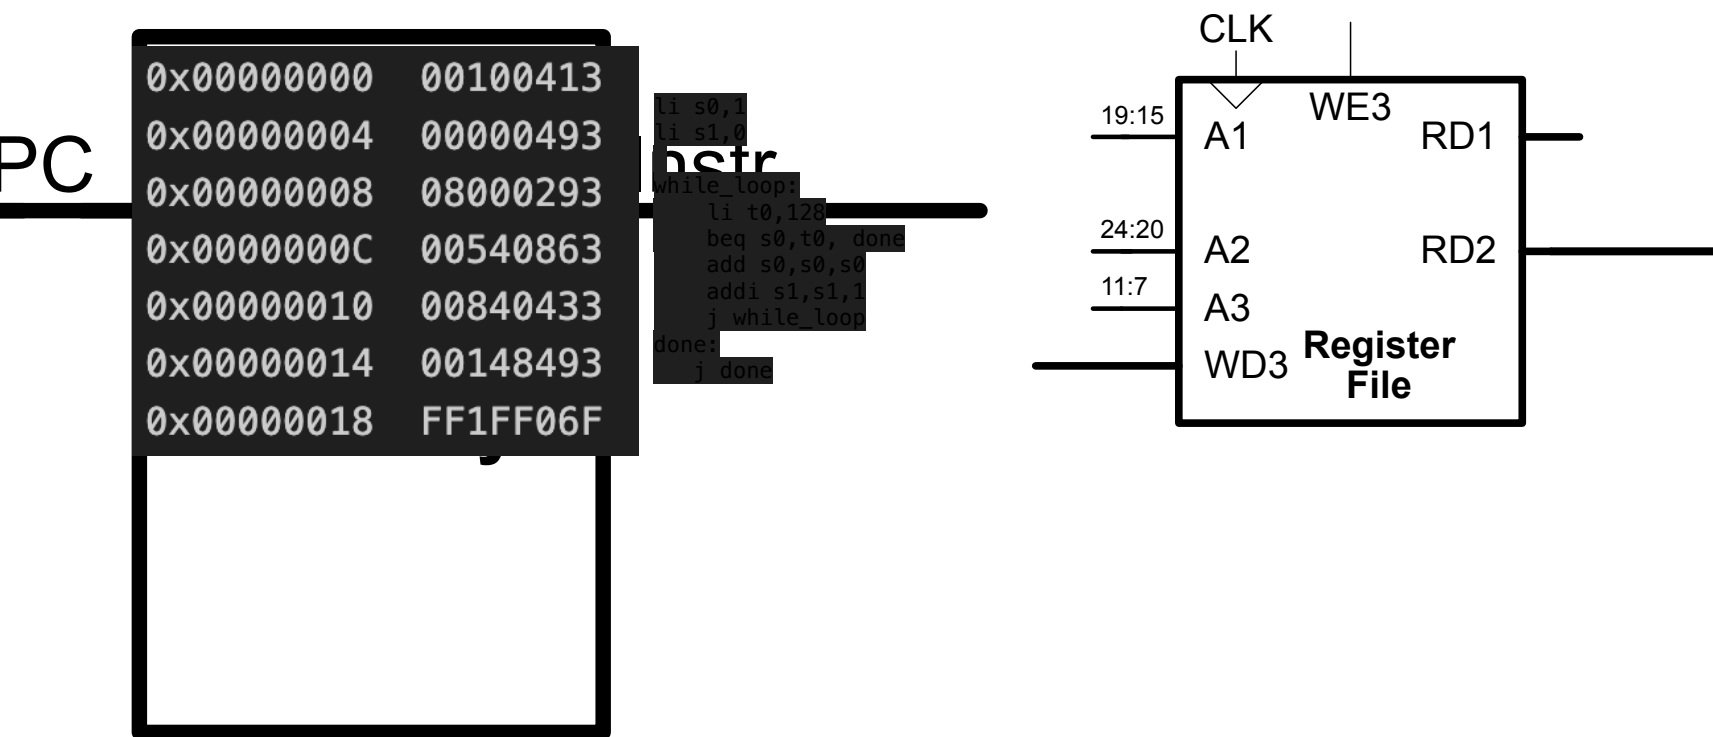 PC
0x00000000 00100413
0x00000004 00000493
0x00000008 08000293
0x0000000C 00540863
0x00000010 00840433
0x00000014 00148493
0x00000018 FF1FF06F
li s0,1
li s1,0
while_loop:
li t0,128
beq s0,t0, done
add s0,s0,s0
addi s1,s1,1
j while_loop
done:
j done
CLK
WE3
19:15
A1
RD1
24:20
A2
RD2
11:7
A3
WD3
Register
File